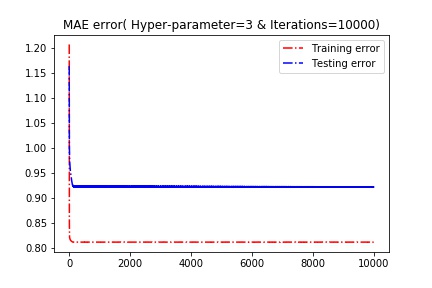 MAE error( Hyper-parameter=3 & Iterations=10000)
Training error
Testing error
1.20
1.15
1.10
1.05
1.00
0.95
0.90
0.85
0.80
0 2000 4000 6000 8000 10000